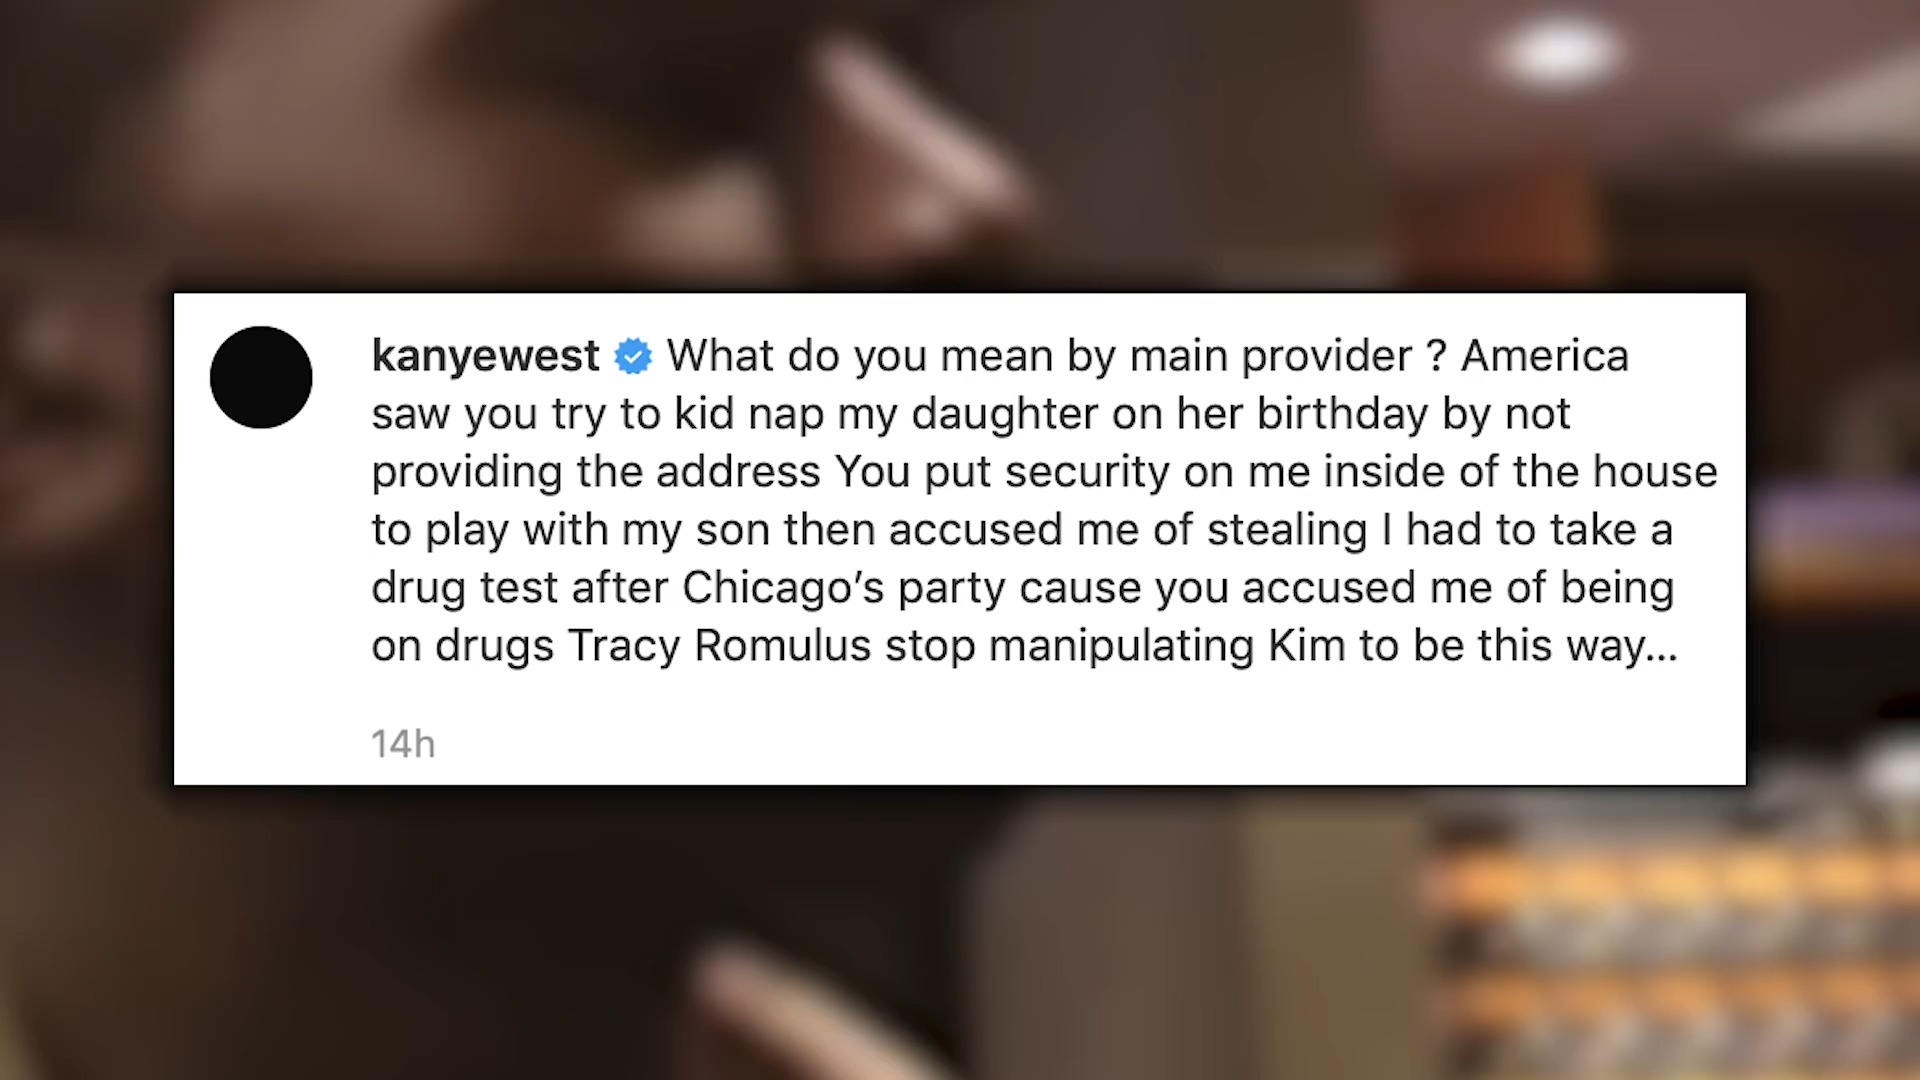 kanyewest What do you mean by main provider ? America
saw you try to kid nap my daughter on her birthday by not
providing the address You put security on me inside of the house
to play with my son then accused me of stealing I had to take a
drug test after Chicago’s party cause you accused me of being
on drugs Tracy Romulus stop manipulating Kim to be this way...
14h